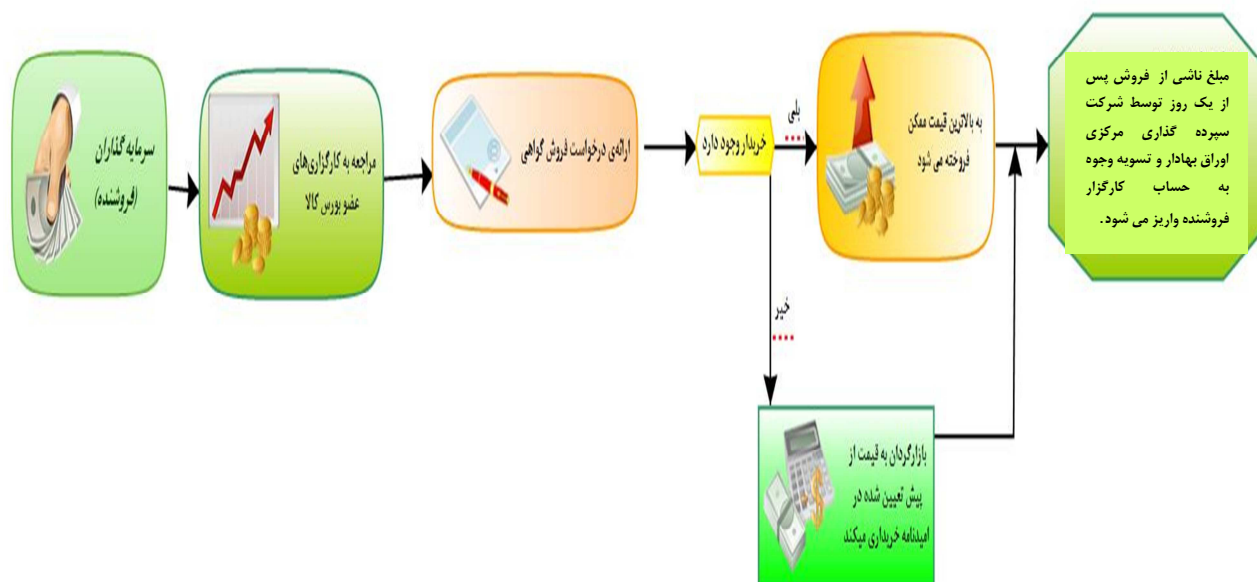 سرمایه گذاران
(فروشنده)
مراجعه به کارگزاری‌های
عضو بورس کالا
ارائه‌ی درخواست فروش گواهی
خریدار وجود دارد
بلی
به بالاترین قیمت ممکن
فروخته می شود
مبلغ ناشی از فروش پس
از یک روز توسط شرکت
سپرده گذاری مرکزی
اوراق بهادار و تسویه وجوه
به حساب کارگزار
فروشنده واریز می شود.
خیر
بازارگردان به قیمت از
پیش تعیین شده در
امیدنامه خریداری میکند